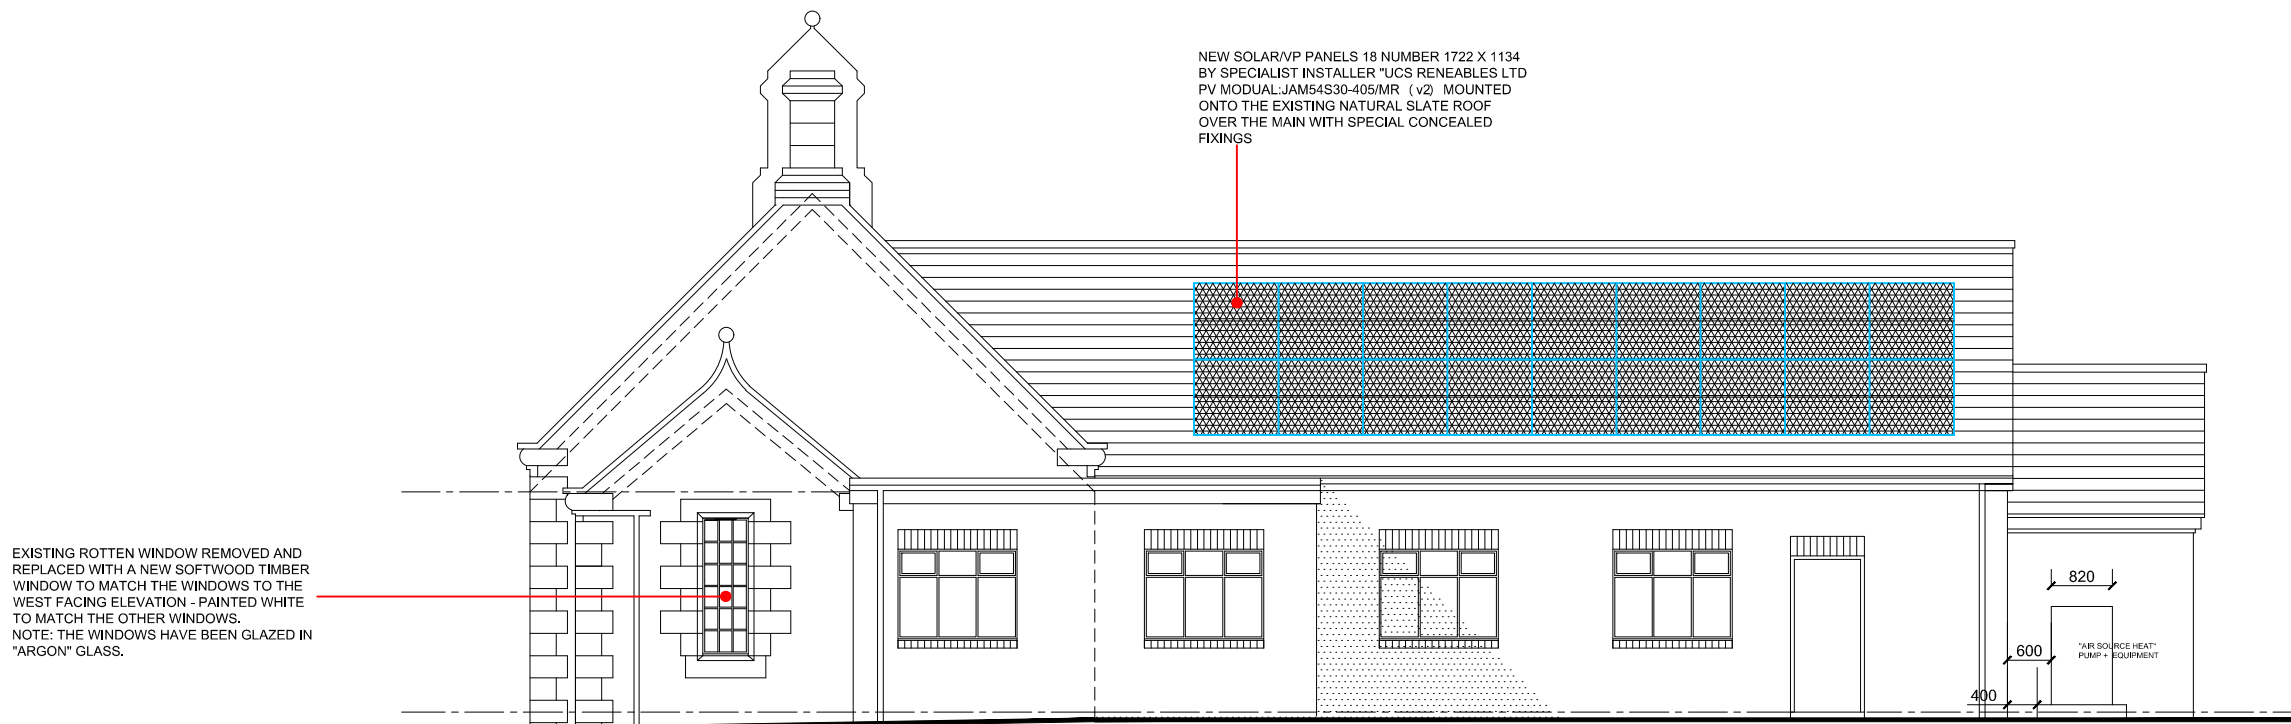 NEW SOLAR/VP PANELS 18 NUMBER 1722 X 1134
BY SPECIALIST INSTALLER "UCS RENEABLES LTD
PV MODUAL:JAM54S30-405/MR ( v2) MOUNTED
ONTO THE EXISTING NATURAL SLATE ROOF
OVER THE MAIN WITH SPECIAL CONCEALED
FIXINGS
EXISTING ROTTEN WINDOW REMOVED AND
REPLACED WITH A NEW SOFTWOOD TIMBER
WINDOW TO MATCH THE WINDOWS TO THE
WEST FACING ELEVATION - PAINTED WHITE
TO MATCH THE OTHER WINDOWS.
NOTE: THE WINDOWS HAVE BEEN GLAZED IN
"ARGON" GLASS.
820
600
"AIR SOURCE HEAT"
PUMP + EQUIPMENT
400